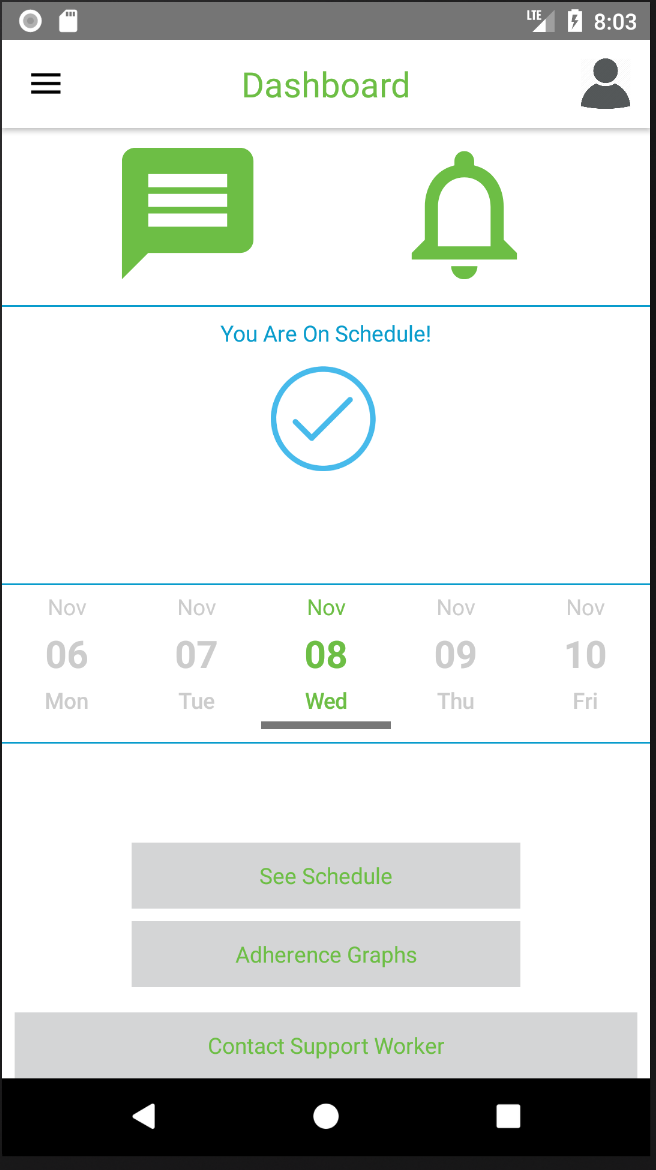 LTE 8:03
Dashboard
You Are On Schedule!
Nov Nov Nov Nov Nov
06 07 08 09 10
Mon Tue Wed Thu Fri
See Schedule
Adherence Graphs
Contact Support Worker